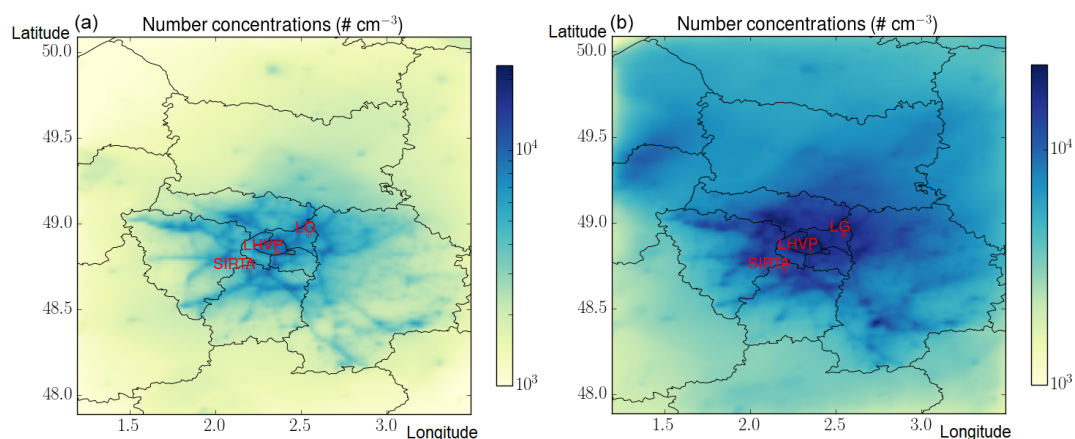 (a) Number concentrations (# cm⁻³)
Latitude
50.0
49.5
49.0
48.5
48.0
1.5 2.0 2.5 3.0
Longitude
LG
LHVP
SIRTA
10⁴
10³
(b) Number concentrations (# cm⁻³)
Latitude
50.0
49.5
49.0
48.5
48.0
1.5 2.0 2.5 3.0
Longitude
LG
LHVP
SIRTA
10⁴
10³